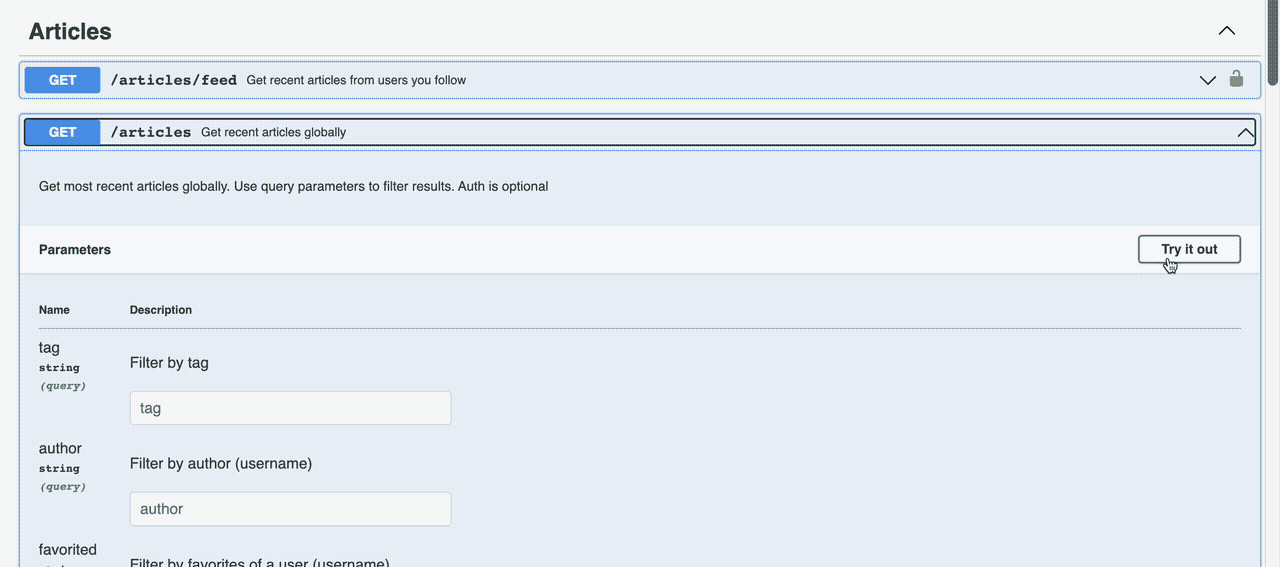 Articles
GET /articles/feed Get recent articles from users you follow
GET /articles Get recent articles globally
Get most recent articles globally. Use query parameters to filter results. Auth is optional
Parameters Try it out
Name Description
tag
string
(query)
Filter by tag
tag
author
string
(query)
Filter by author (username)
author
favorited
Filter by favorites of a user (username)